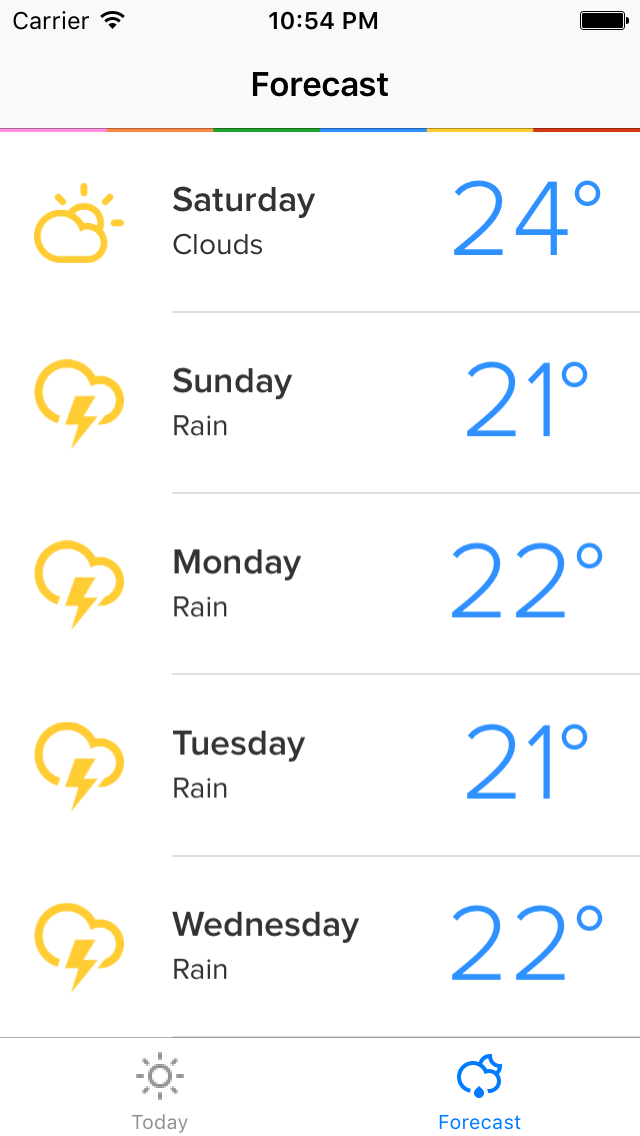 Carrier 10:54 PM
Forecast
Saturday
Clouds
24°
Sunday
Rain
21°
Monday
Rain
22°
Tuesday
Rain
21°
Wednesday
Rain
22°
Today
Forecast